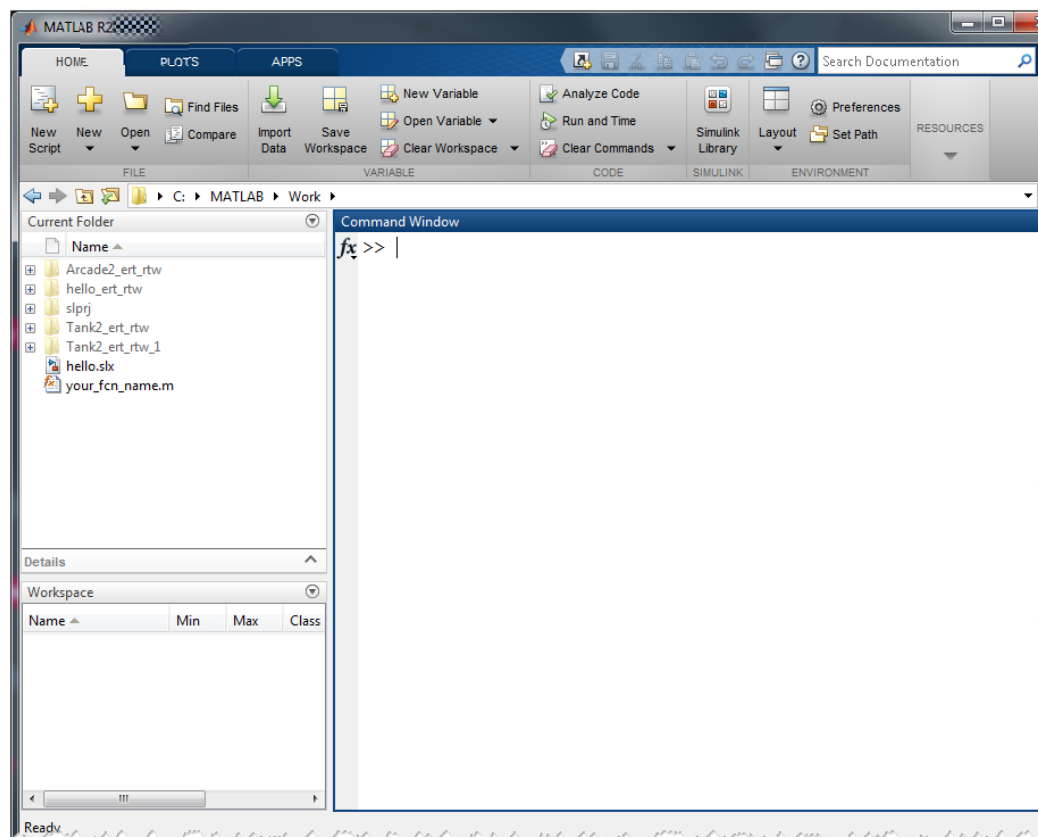 MATLAB R2
HOME PLOTS APPS Search Documentation
New Script
New
Open
Find Files
Compare
Import Data
Save Workspace
New Variable
Open Variable
Clear Workspace
Analyze Code
Run and Time
Clear Commands
Simulink Library
Layout
Preferences
Set Path
RESOURCES
FILE VARIABLE CODE SIMULINK ENVIRONMENT
C: MATLAB Work
Current Folder
Name
Arcade2_ert_rtw
hello_ert_rtw
slprj
Tank2_ert_rtw
Tank2_ert_rtw_1
hello.slx
your_fcn_name.m
Details
Workspace
Name Min Max Class
Command Window
fx >>
Ready